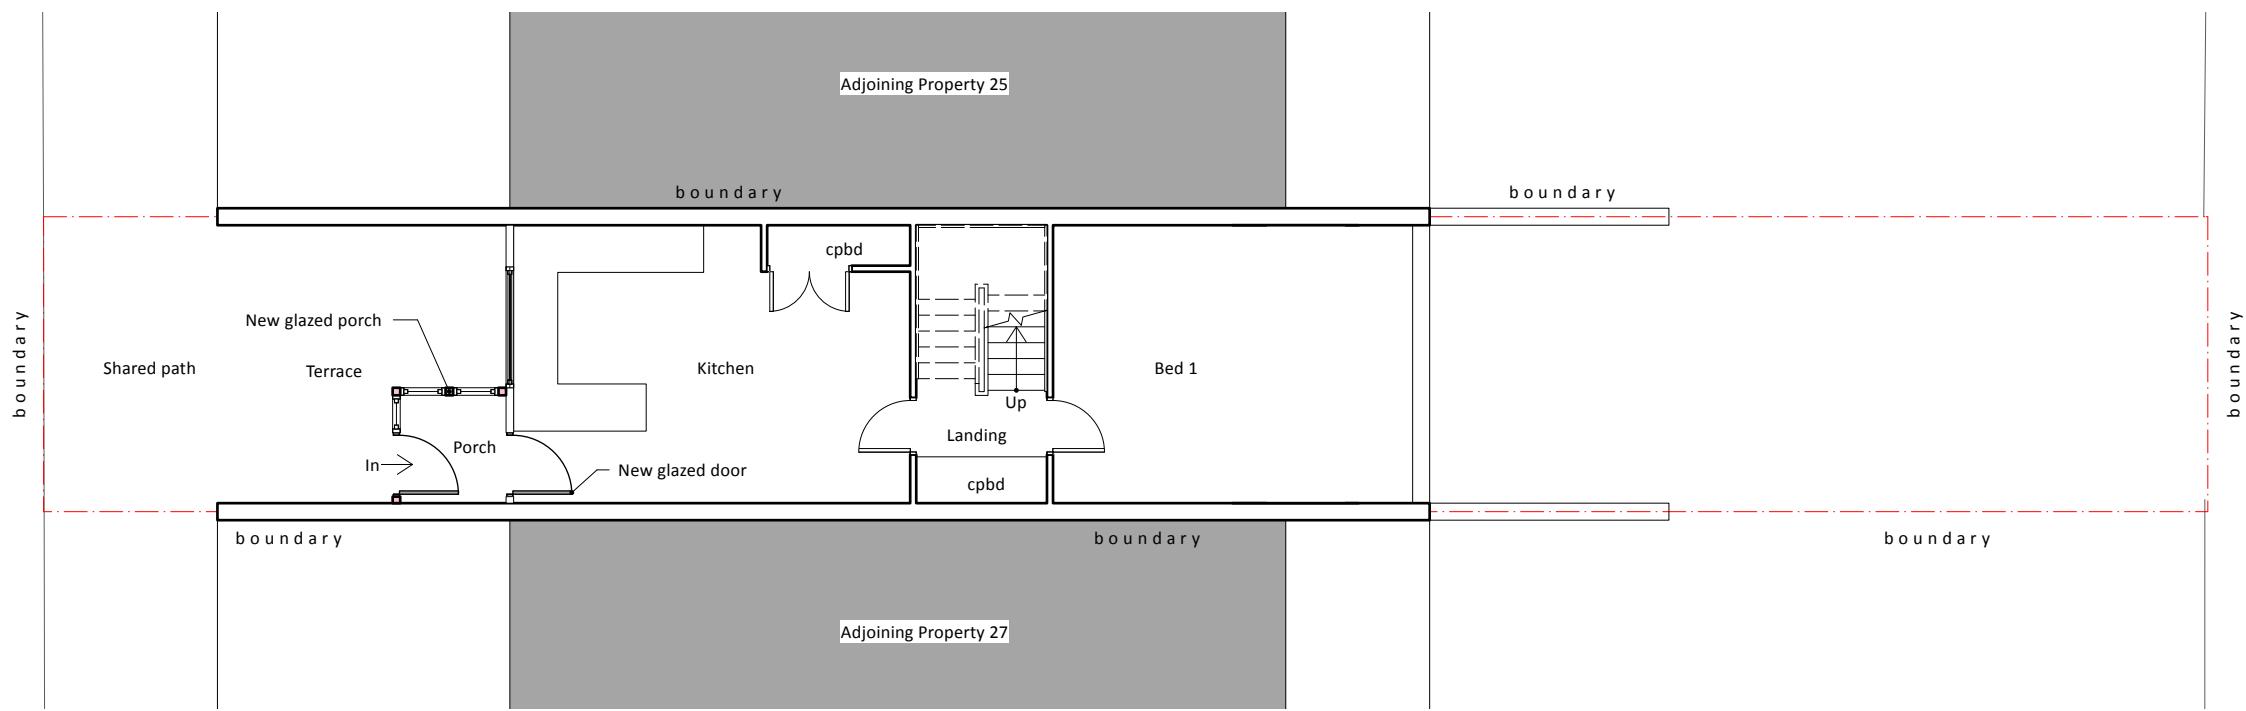 Adjoining Property 25
boundary
boundary
cpbd
boundary
New glazed porch
boundary
Shared path
Terrace
Kitchen
Bed 1
Up
Landing
Porch
In
New glazed door
cpbd
boundary
boundary
boundary
Adjoining Property 27